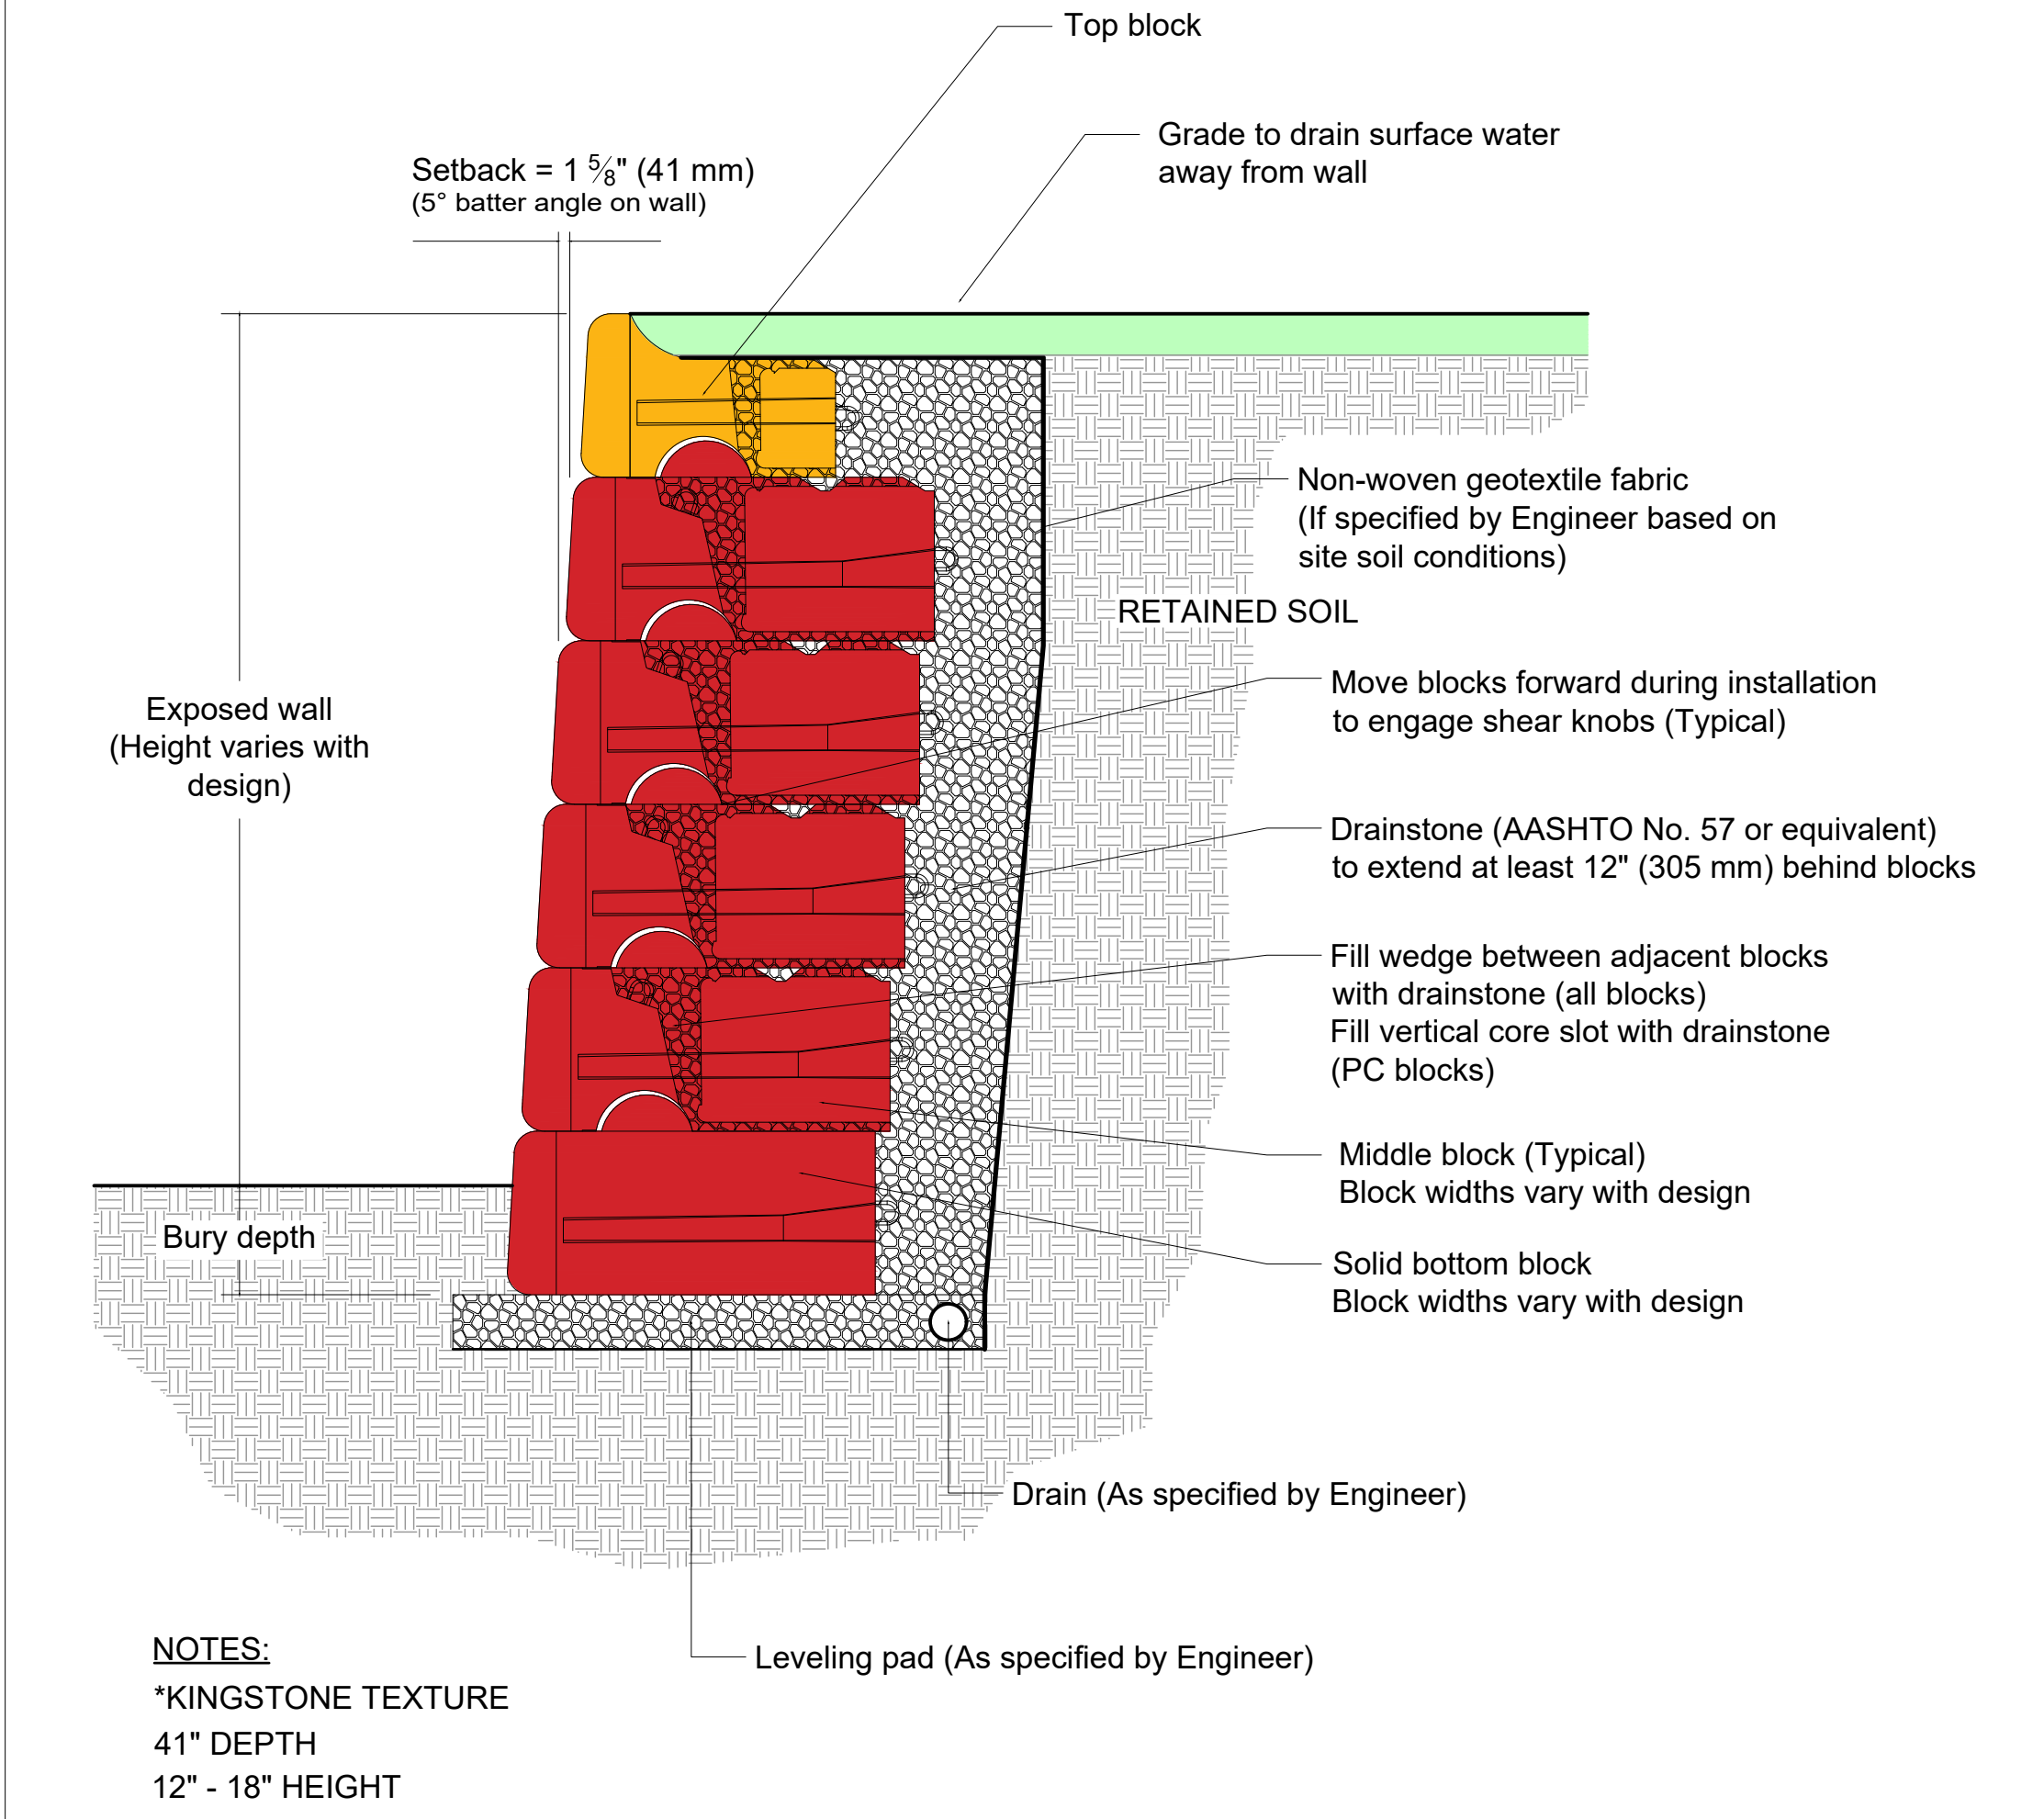 Top block
Grade to drain surface water
away from wall
Setback = 1 5⁄8" (41 mm)
(5° batter angle on wall)
Non-woven geotextile fabric
(If specified by Engineer based on
site soil conditions)
RETAINED SOIL
Move blocks forward during installation
to engage shear knobs (Typical)
Exposed wall
(Height varies with
design)
Drainstone (AASHTO No. 57 or equivalent)
to extend at least 12" (305 mm) behind blocks
Fill wedge between adjacent blocks
with drainstone (all blocks)
Fill vertical core slot with drainstone
(PC blocks)
Middle block (Typical)
Block widths vary with design
Bury depth
Solid bottom block
Block widths vary with design
Drain (As specified by Engineer)
Leveling pad (As specified by Engineer)
NOTES:
*KINGSTONE TEXTURE
41" DEPTH
12" - 18" HEIGHT